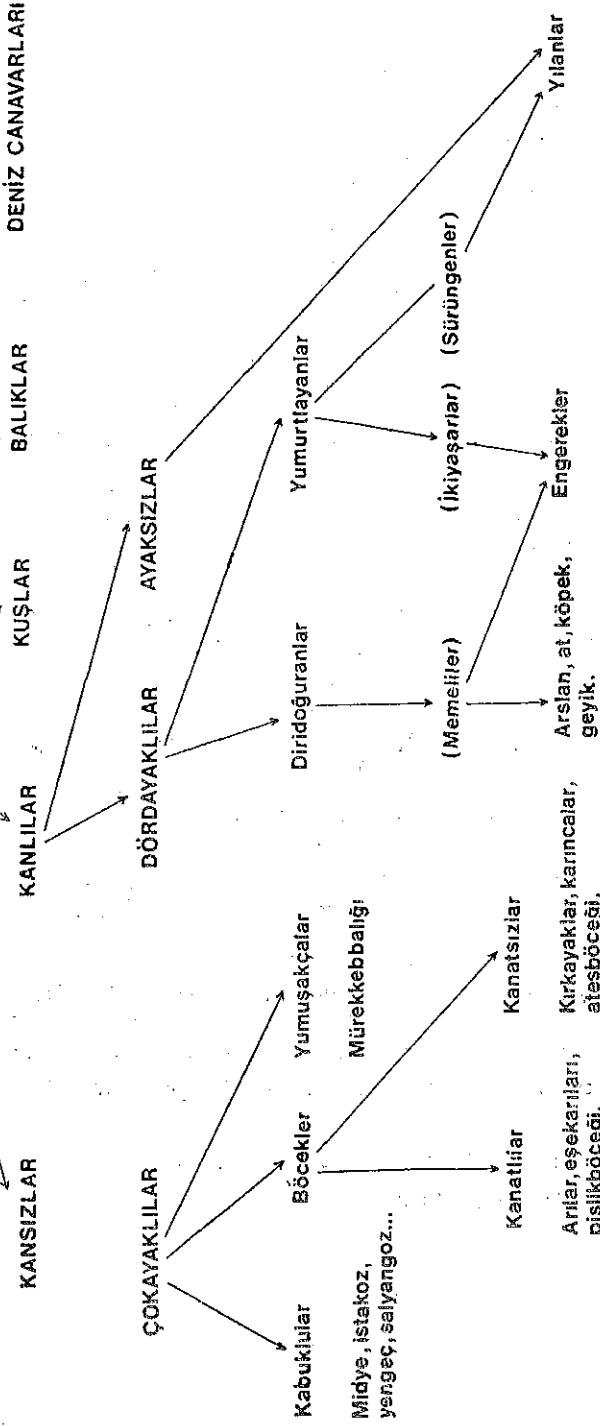 KANSIZLAR
KANLILAR
KUŞLAR
BALIKLAR
DENİZ CANAVARLARI
ÇOKAYAKLILAR
DÖRDAYAKLILAR
AYAKSIZLAR
Kabuklular
Böcekler
Yumuşakçalar
Diridoğuranlar
Yumurtlayanlar
Midye, istakoz,
yengeç, salyangoz...
Mürekkebbalığı
(Memeliler)
(İkiyaşarlar)
(Sürüngenler)
Kanatlılar
Kanatsızlar
Arslan, at, köpek,
geyik.
Engerekler
Yılanlar
Arılar, eşekarıları,
pislikböceği.
Kırkayaklar, karıncalar,
ateşböceği.